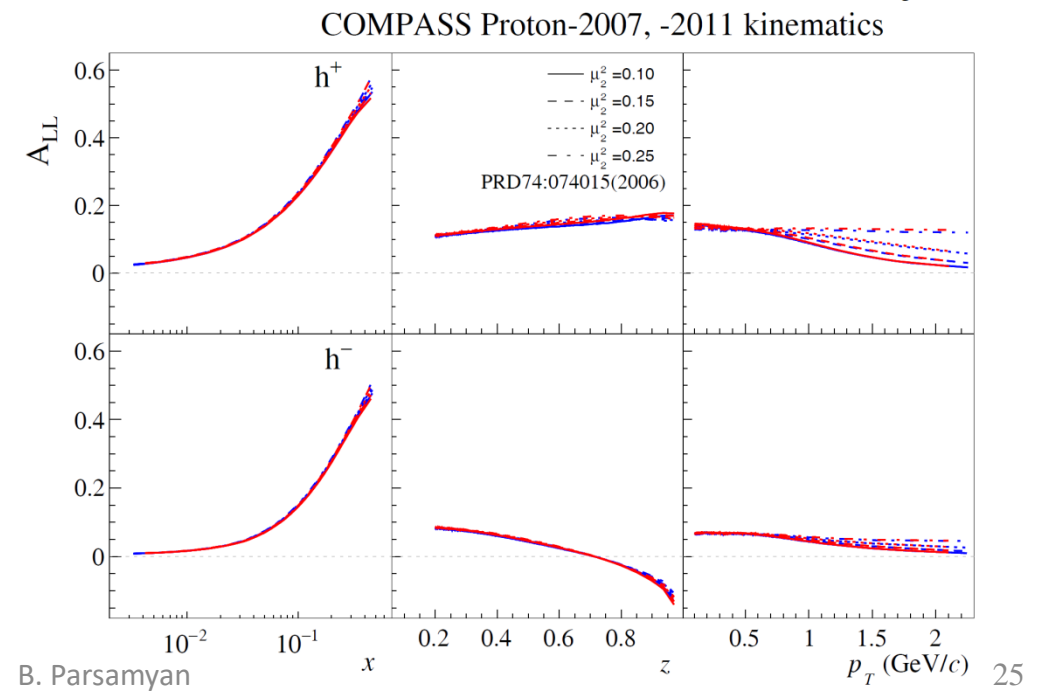 COMPASS Proton-2007, -2011 kinematics
h⁺
A_LL
0.6
0.4
0.2
0
μ₂² =0.10
μ₂² =0.15
μ₂² =0.20
μ₂² =0.25
PRD74:074015(2006)
h⁻
0.6
0.4
0.2
0
10⁻² 10⁻¹
x
0.2 0.4 0.6 0.8
z
0.5 1 1.5 2
p_T (GeV/c)
B. Parsamyan
25